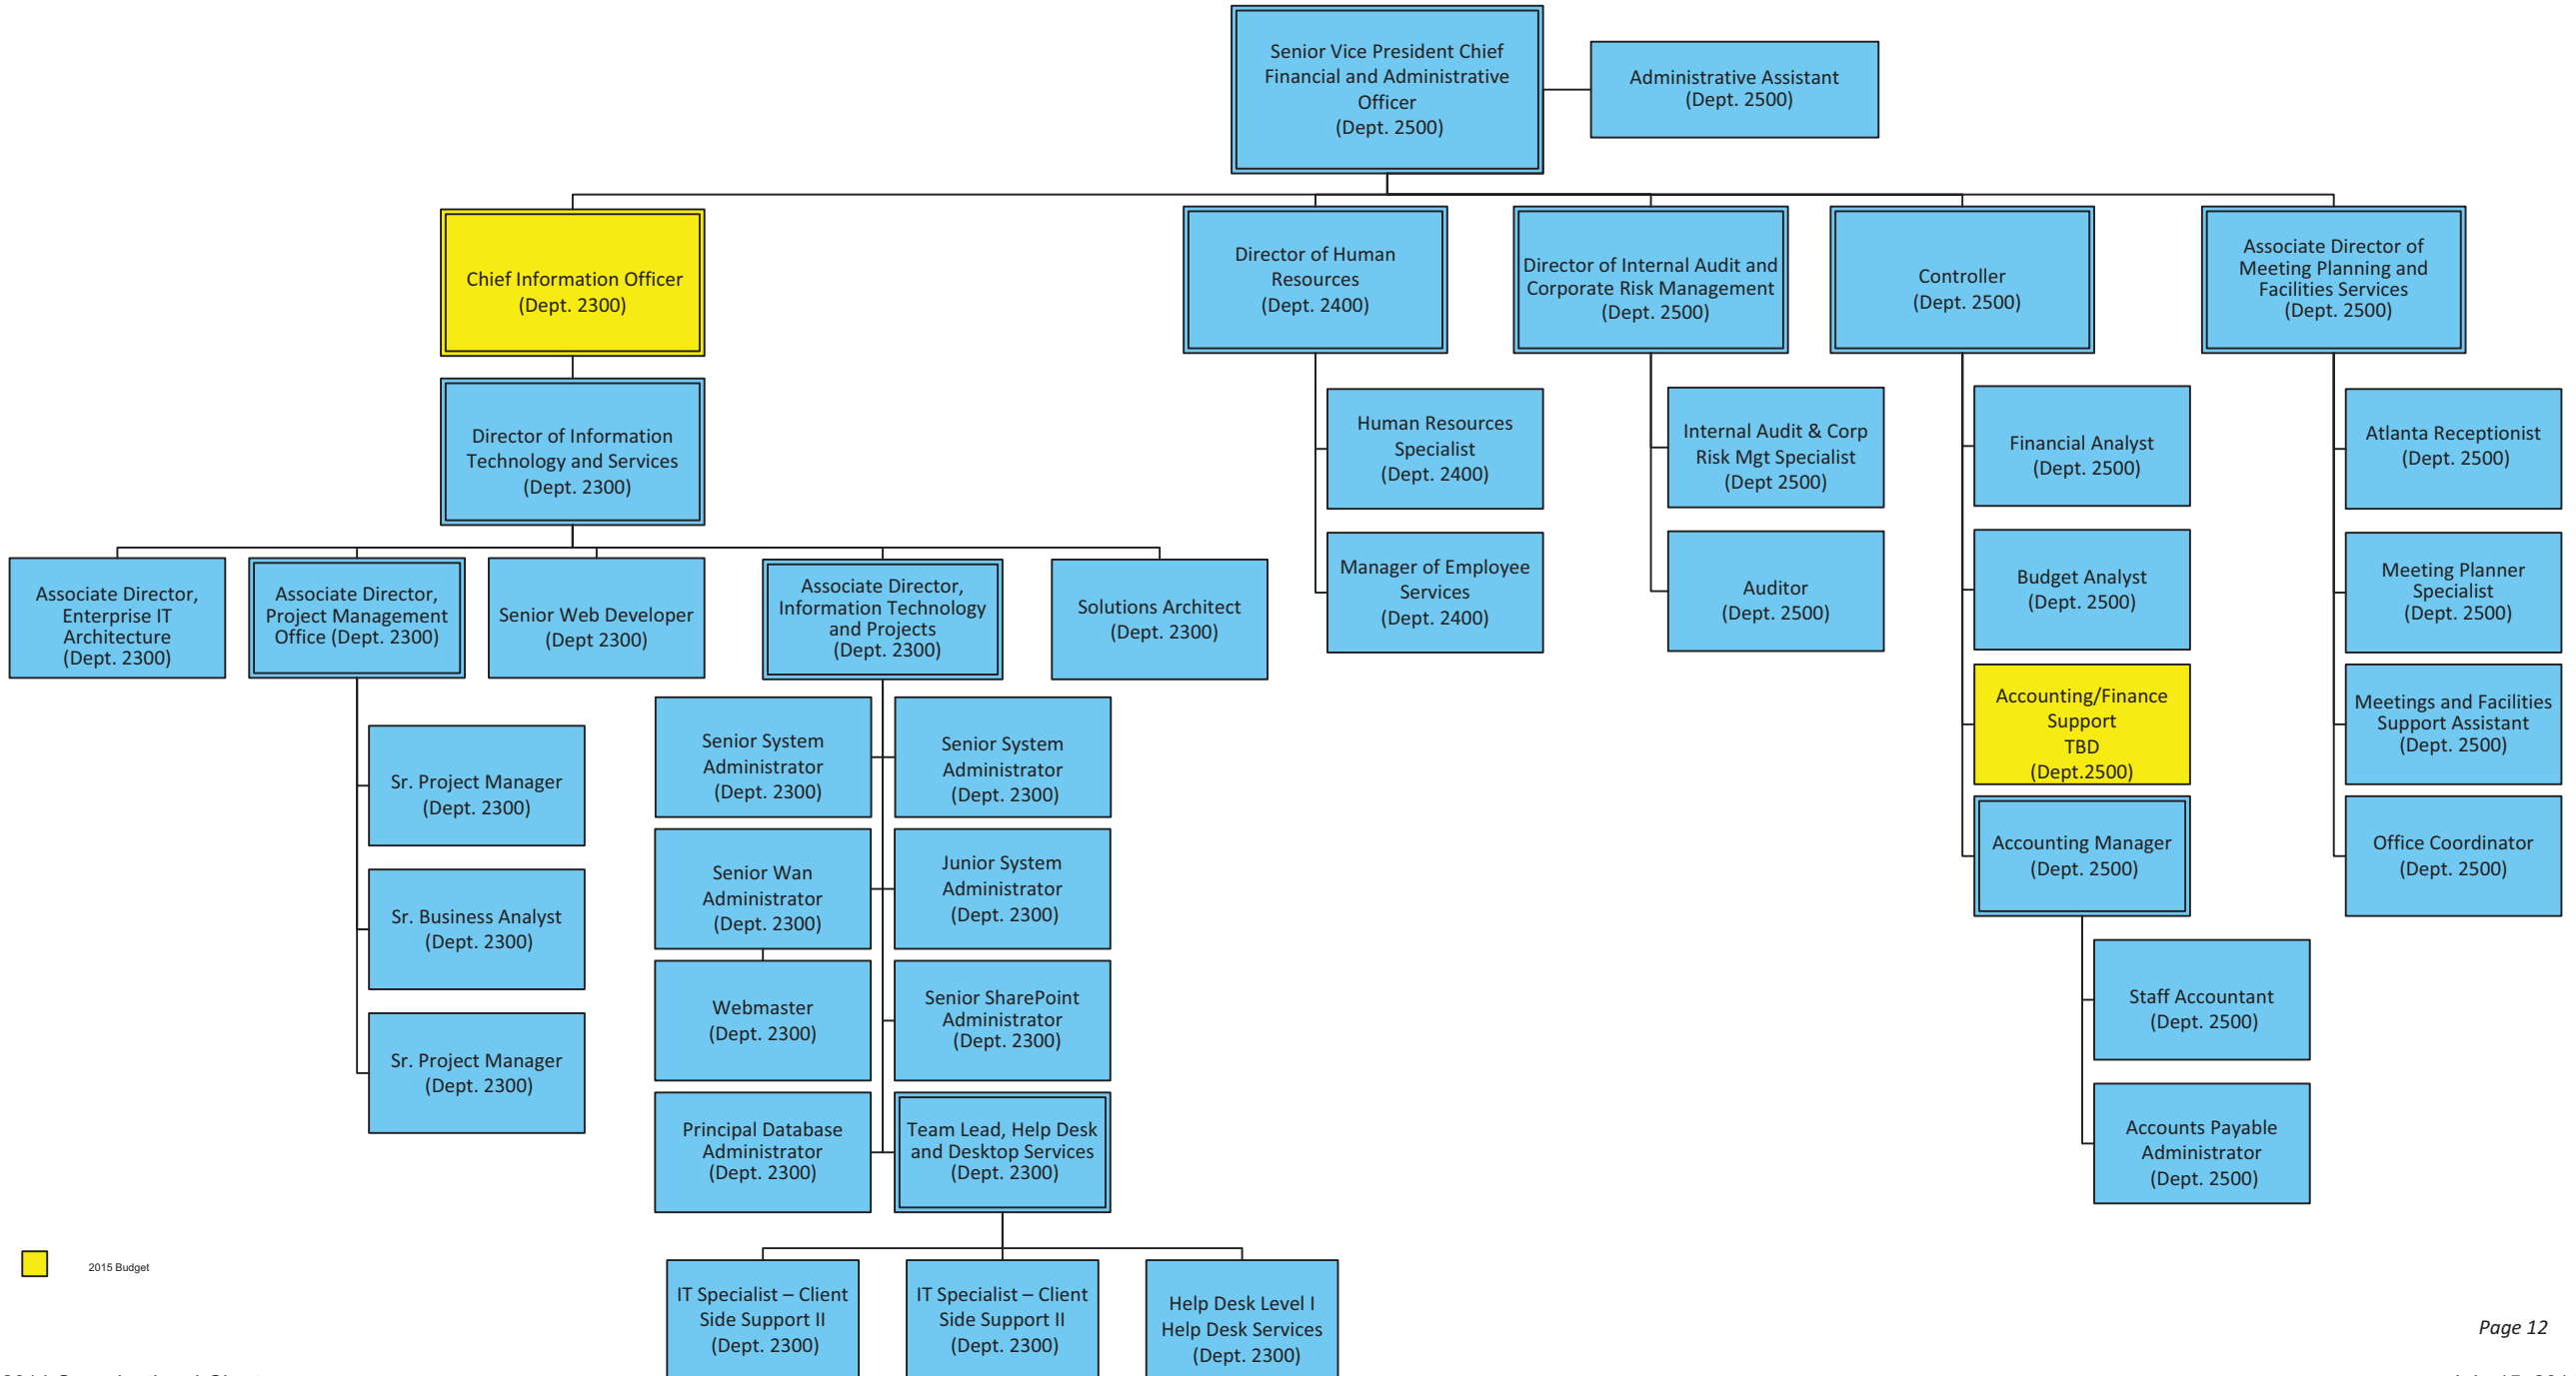 Senior Vice President Chief
Financial and Administrative
Officer
(Dept. 2500)
Administrative Assistant
(Dept. 2500)
Chief Information Officer
(Dept. 2300)
Director of Human
Resources
(Dept. 2400)
Director of Internal Audit and
Corporate Risk Management
(Dept. 2500)
Controller
(Dept. 2500)
Associate Director of
Meeting Planning and
Facilities Services
(Dept. 2500)
Director of Information
Technology and Services
(Dept. 2300)
Human Resources
Specialist
(Dept. 2400)
Manager of Employee
Services
(Dept. 2400)
Internal Audit & Corp
Risk Mgt Specialist
(Dept 2500)
Auditor
(Dept. 2500)
Financial Analyst
(Dept. 2500)
Budget Analyst
(Dept. 2500)
Accounting/Finance
Support
TBD
(Dept.2500)
Accounting Manager
(Dept. 2500)
Staff Accountant
(Dept. 2500)
Accounts Payable
Administrator
(Dept. 2500)
Atlanta Receptionist
(Dept. 2500)
Meeting Planner
Specialist
(Dept. 2500)
Meetings and Facilities
Support Assistant
(Dept. 2500)
Office Coordinator
(Dept. 2500)
Associate Director,
Enterprise IT
Architecture
(Dept. 2300)
Associate Director,
Project Management
Office (Dept. 2300)
Senior Web Developer
(Dept 2300)
Associate Director,
Information Technology
and Projects
(Dept. 2300)
Solutions Architect
(Dept. 2300)
Sr. Project Manager
(Dept. 2300)
Sr. Business Analyst
(Dept. 2300)
Sr. Project Manager
(Dept. 2300)
Senior System
Administrator
(Dept. 2300)
Senior System
Administrator
(Dept. 2300)
Senior Wan
Administrator
(Dept. 2300)
Junior System
Administrator
(Dept. 2300)
Webmaster
(Dept. 2300)
Senior SharePoint
Administrator
(Dept. 2300)
Principal Database
Administrator
(Dept. 2300)
Team Lead, Help Desk
and Desktop Services
(Dept. 2300)
IT Specialist – Client
Side Support II
(Dept. 2300)
IT Specialist – Client
Side Support II
(Dept. 2300)
Help Desk Level I
Help Desk Services
(Dept. 2300)
2015 Budget
Page 12